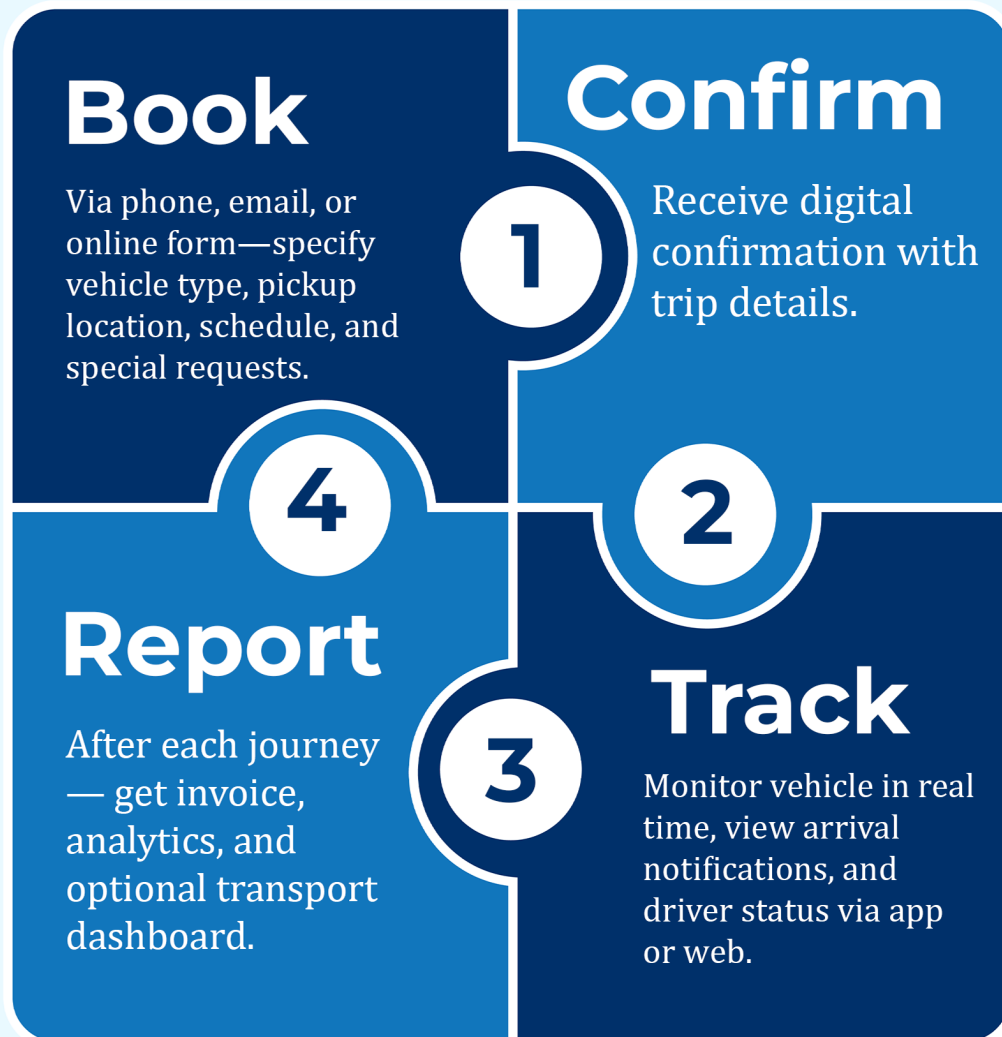 Book
Via phone, email, or
online form—specify
vehicle type, pickup
location, schedule, and
special requests.
1
Confirm
Receive digital
confirmation with
trip details.
2
Track
Monitor vehicle in real
time, view arrival
notifications, and
driver status via app
or web.
3
Report
After each journey
— get invoice,
analytics, and
optional transport
dashboard.
4